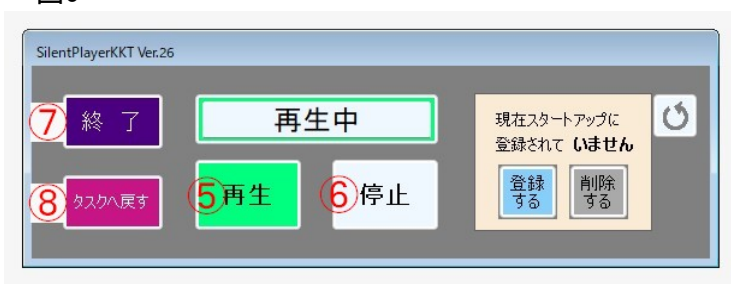 SilentPlayerKKT Ver.26
⑦ 終 了
再生中
現在スタートアップに
登録されて いません
⑧ タスクへ戻す
⑤ 再生
⑥ 停止
登録
する
削除
する